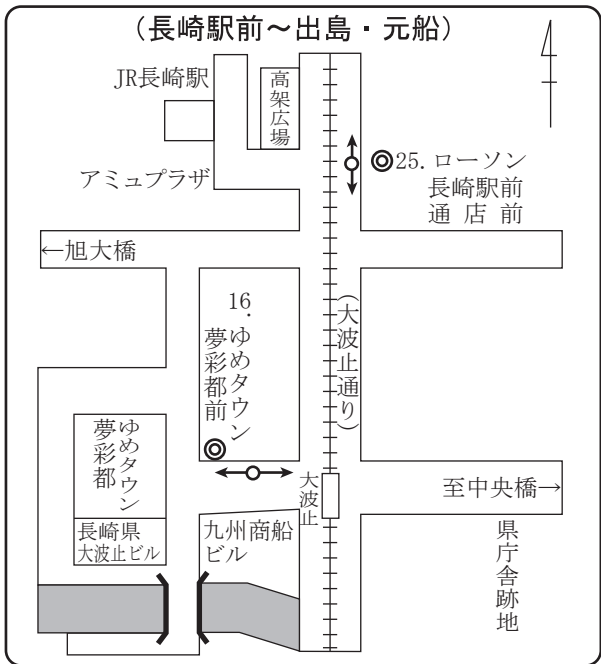 (長崎駅前~出島・元船)
JR長崎駅
高架広場
アミュプラザ
25. ローソン
長崎駅前
通店前
←旭大橋
16. ゆめタウン
夢彩都前
(大波止通り)
ゆめタウン
夢彩都
大波止
至中央橋→
長崎県
大波止ビル
九州商船
ビル
県庁舎跡地